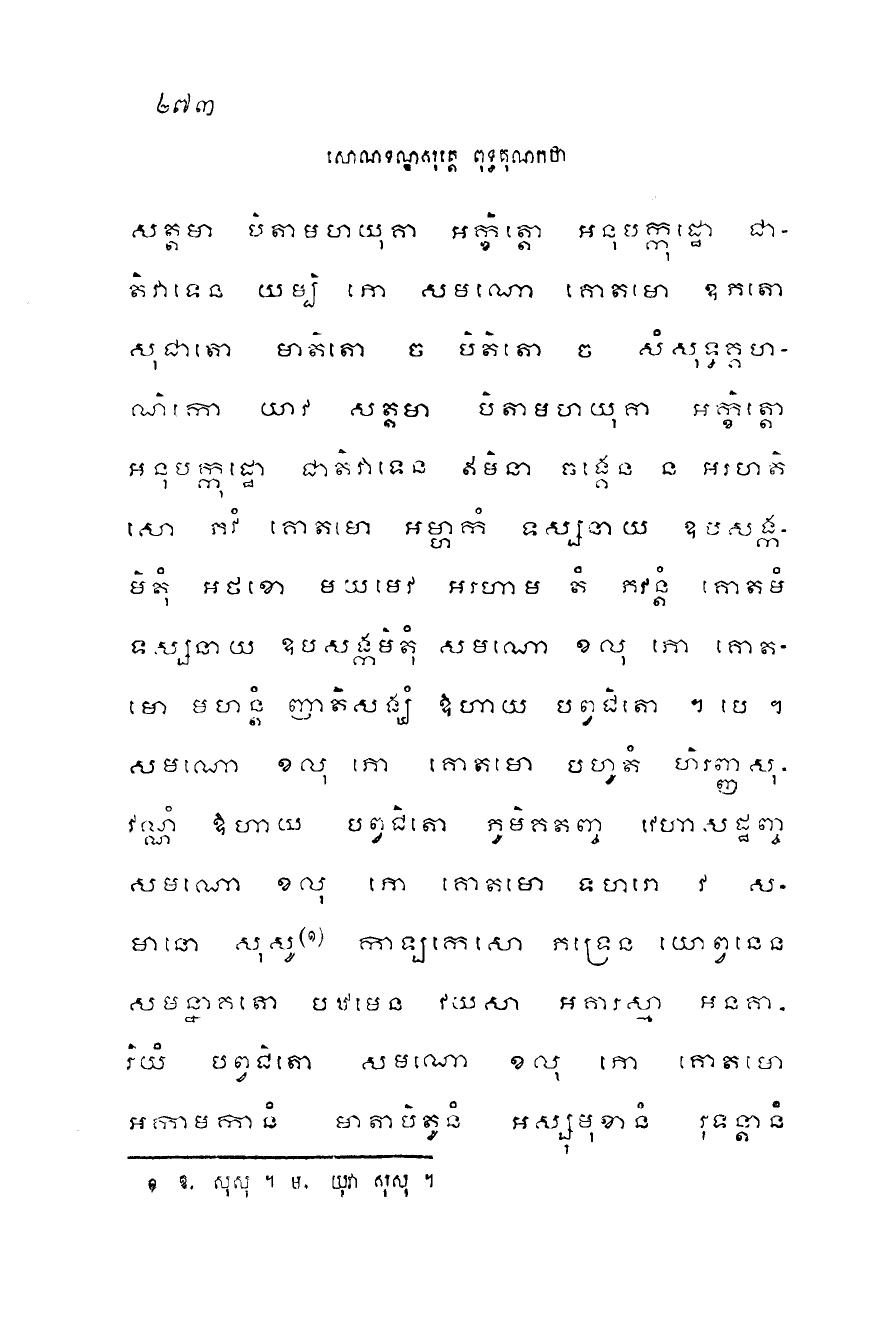 ២៧៣
សោណទណ្ឌសុត្តេ ពុទ្ធគុណកថា
សត្តមា បិតាមហយុគា អក្ខិត្តោ អនុបក្កុដ្ឋោ ជា-
តិវាទេន យម្បិ ភោ សមណោ គោតមោ ឧភតោ
សុជាតោ មាតិតោ ច បិតិតោ ច សំសុទ្ធគ្គហ-
ណិកោ យាវ សត្តមា បិតាមហយុគា អក្ខិត្តោ
អនុបក្កុដ្ឋោ ជាតិវាទេន ឥមិនា ចង្គេន ន អរហតិ
សោ ភវំ គោតមោ អម្ហាកំ ទស្សនាយ ឧបសង្ក-
មិតុំ អថខោ មយមេវ អរហាម តំ ភវន្តំ គោតមំ
ទស្សនាយ ឧបសង្កមិតុំ សមណោ ខលុ ភោ គោត-
មោ មហន្តំ ញាតិសង្ឃំ ឱហាយ បព្វជិតោ ។ បេ ។
សមណោ ខលុ ភោ គោតមោ បហូតំ ហិរញ្ញសុ-
វណ្ណំ ឱហាយ បព្វជិតោ ភូមិគតញ្ច វេហាសដ្ឋញ្ច
សមណោ ខលុ ភោ គោតមោ ទហរោ វ ស-
មានោ សុសូ(១) កាឡកេសោ ភទ្រេន យោព្វនេន
សមន្នាគតោ បឋមេន វយសា អគារស្មា អនគា-
រិយំ បព្វជិតោ សមណោ ខលុ ភោ គោតមោ
អកាមកានំ មាតាបិតូនំ អស្សុមុខានំ រុទន្តានំ
១ ឱ. សុសុ ។ ម. យុវា សុសុ ។